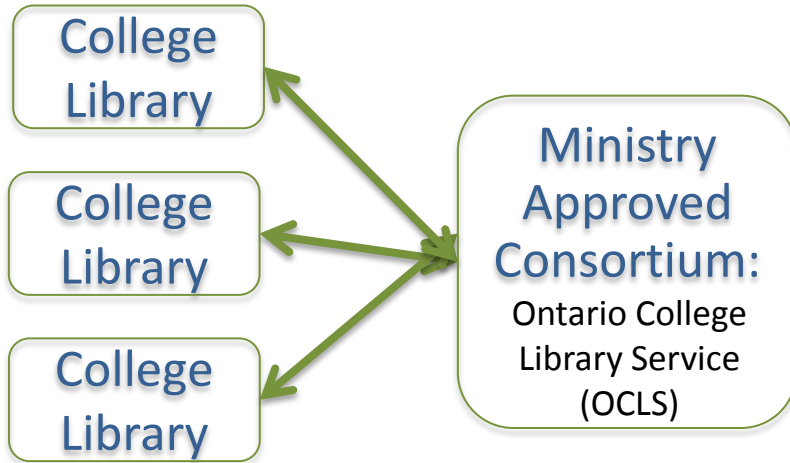 College
Library
College
Library
College
Library
Ministry
Approved
Consortium:
Ontario College
Library Service
(OCLS)